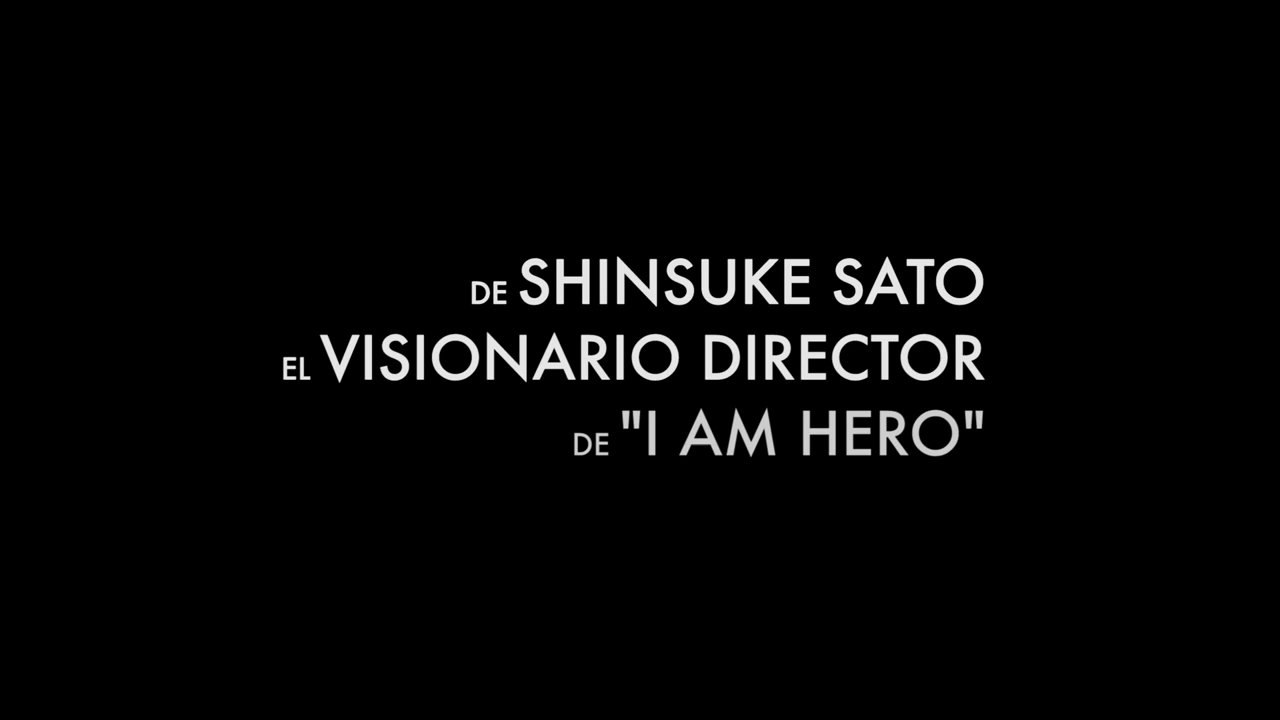 DE SHINSUKE SATO
EL VISIONARIO DIRECTOR
DE "I AM HERO"